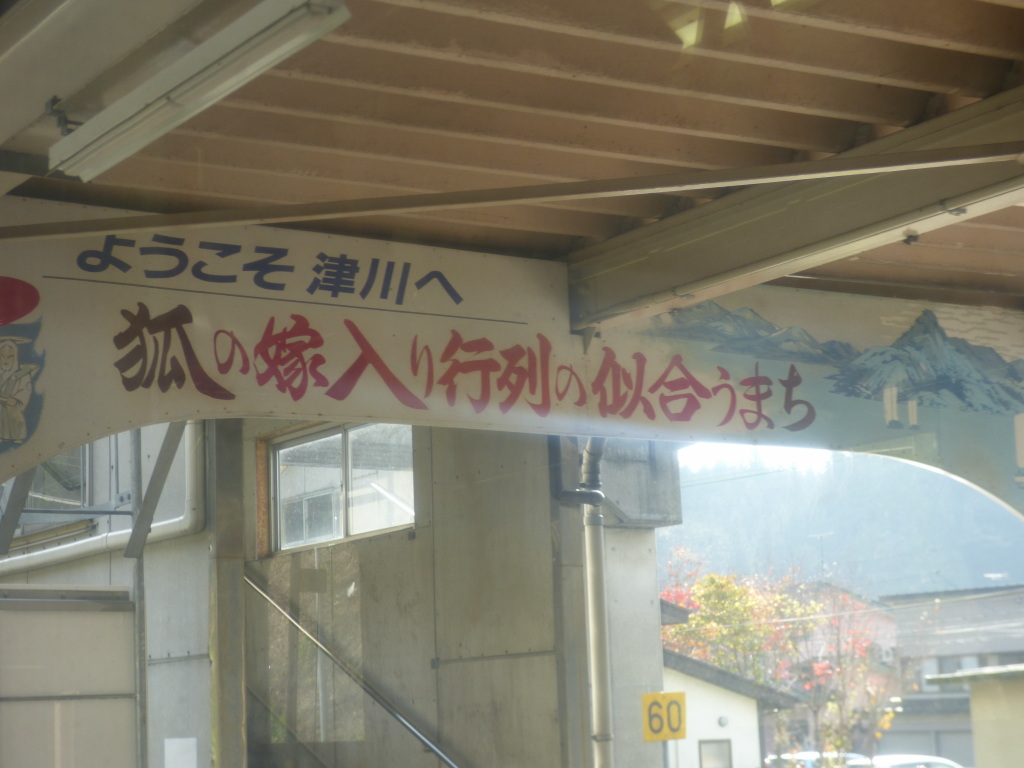 ようこそ 津川へ
狐の嫁入り行列の似合うまち
60